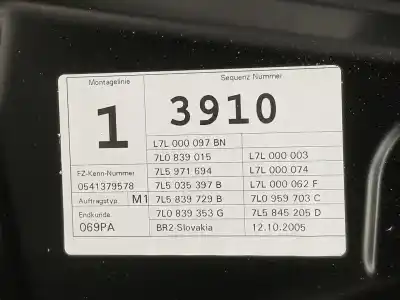 Montagelinie Sequenz Nummer
1 3910
L7L 000 097 BN
7L0 839 015 L7L 000 003
FZ-Kenn-Nummer 7L5 971 694 L7L 000 074
0541379578 7L5 035 397 B L7L 000 062 F
Auftragstyp. M1 7L5 839 729 B 7L0 959 703 C
Endkunde. 7L0 839 353 G 7L5 845 205 D
069PA BR2-Slovakia 12.10.2005